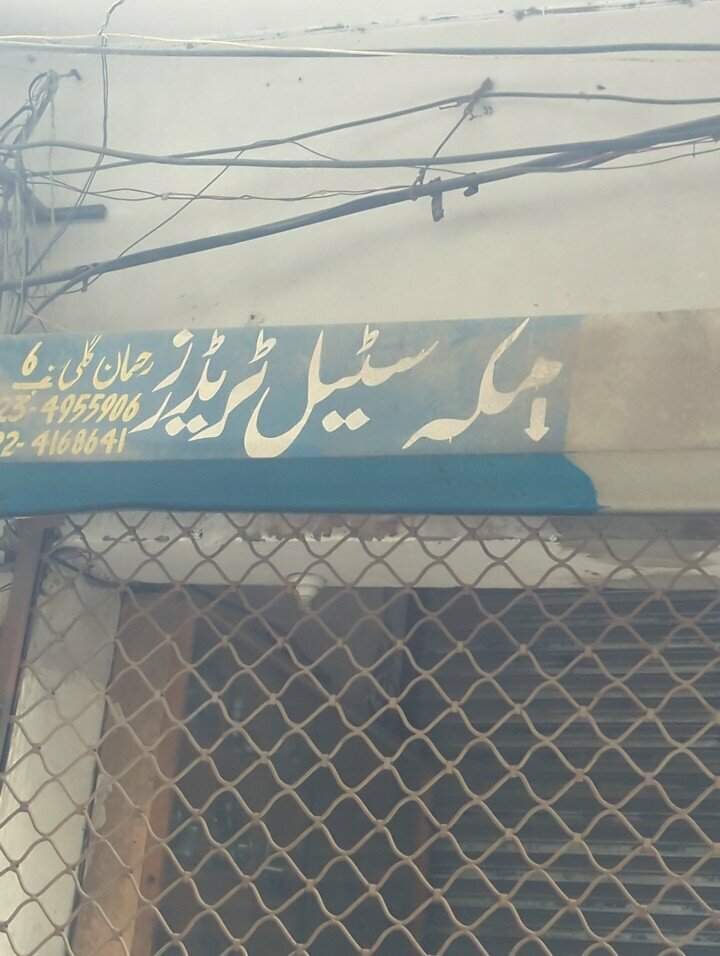 مکہ سٹیل ٹریڈرز
رحمان گلی نمبر 6
23-4955906
2-4168641